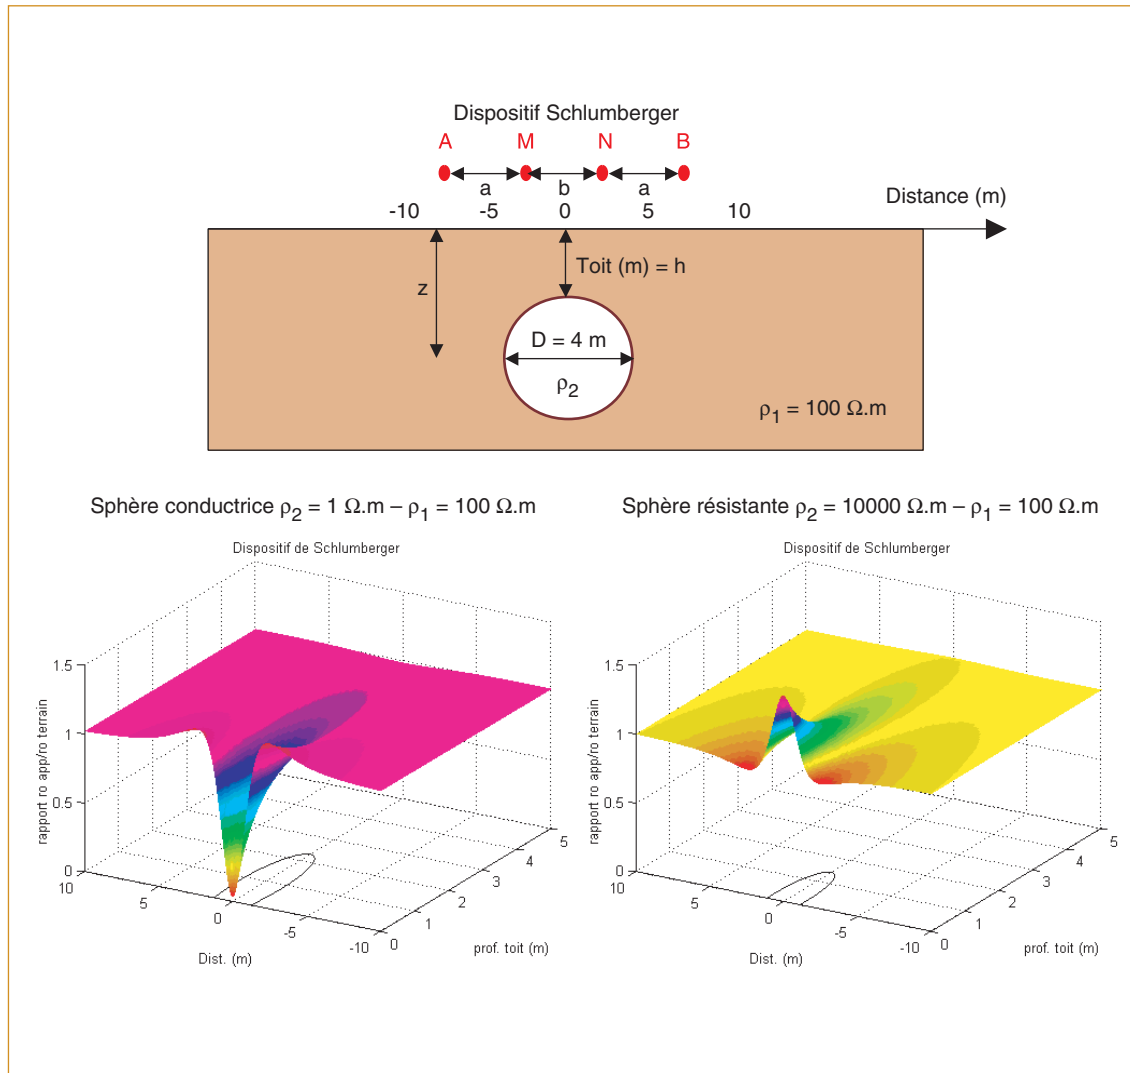 Dispositif Schlumberger
A M N B
a b a
-10 -5 0 5 10
Distance (m)
Toit (m) = h
z
D = 4 m
ρ2
ρ1 = 100 Ω.m
Sphère conductrice ρ2 = 1 Ω.m – ρ1 = 100 Ω.m
Dispositif de Schlumberger
rapport ro app/ro terrain
1.5
1
0.5
0
10 5 0 -5 -10
Dist. (m)
0 1 2 3 4 5
prof. toit (m)
Sphère résistante ρ2 = 10000 Ω.m – ρ1 = 100 Ω.m
Dispositif de Schlumberger
rapport ro app/ro terrain
1.5
1
0.5
0
10 5 0 -5 -10
Dist. (m)
0 1 2 3 4 5
prof. toit (m)